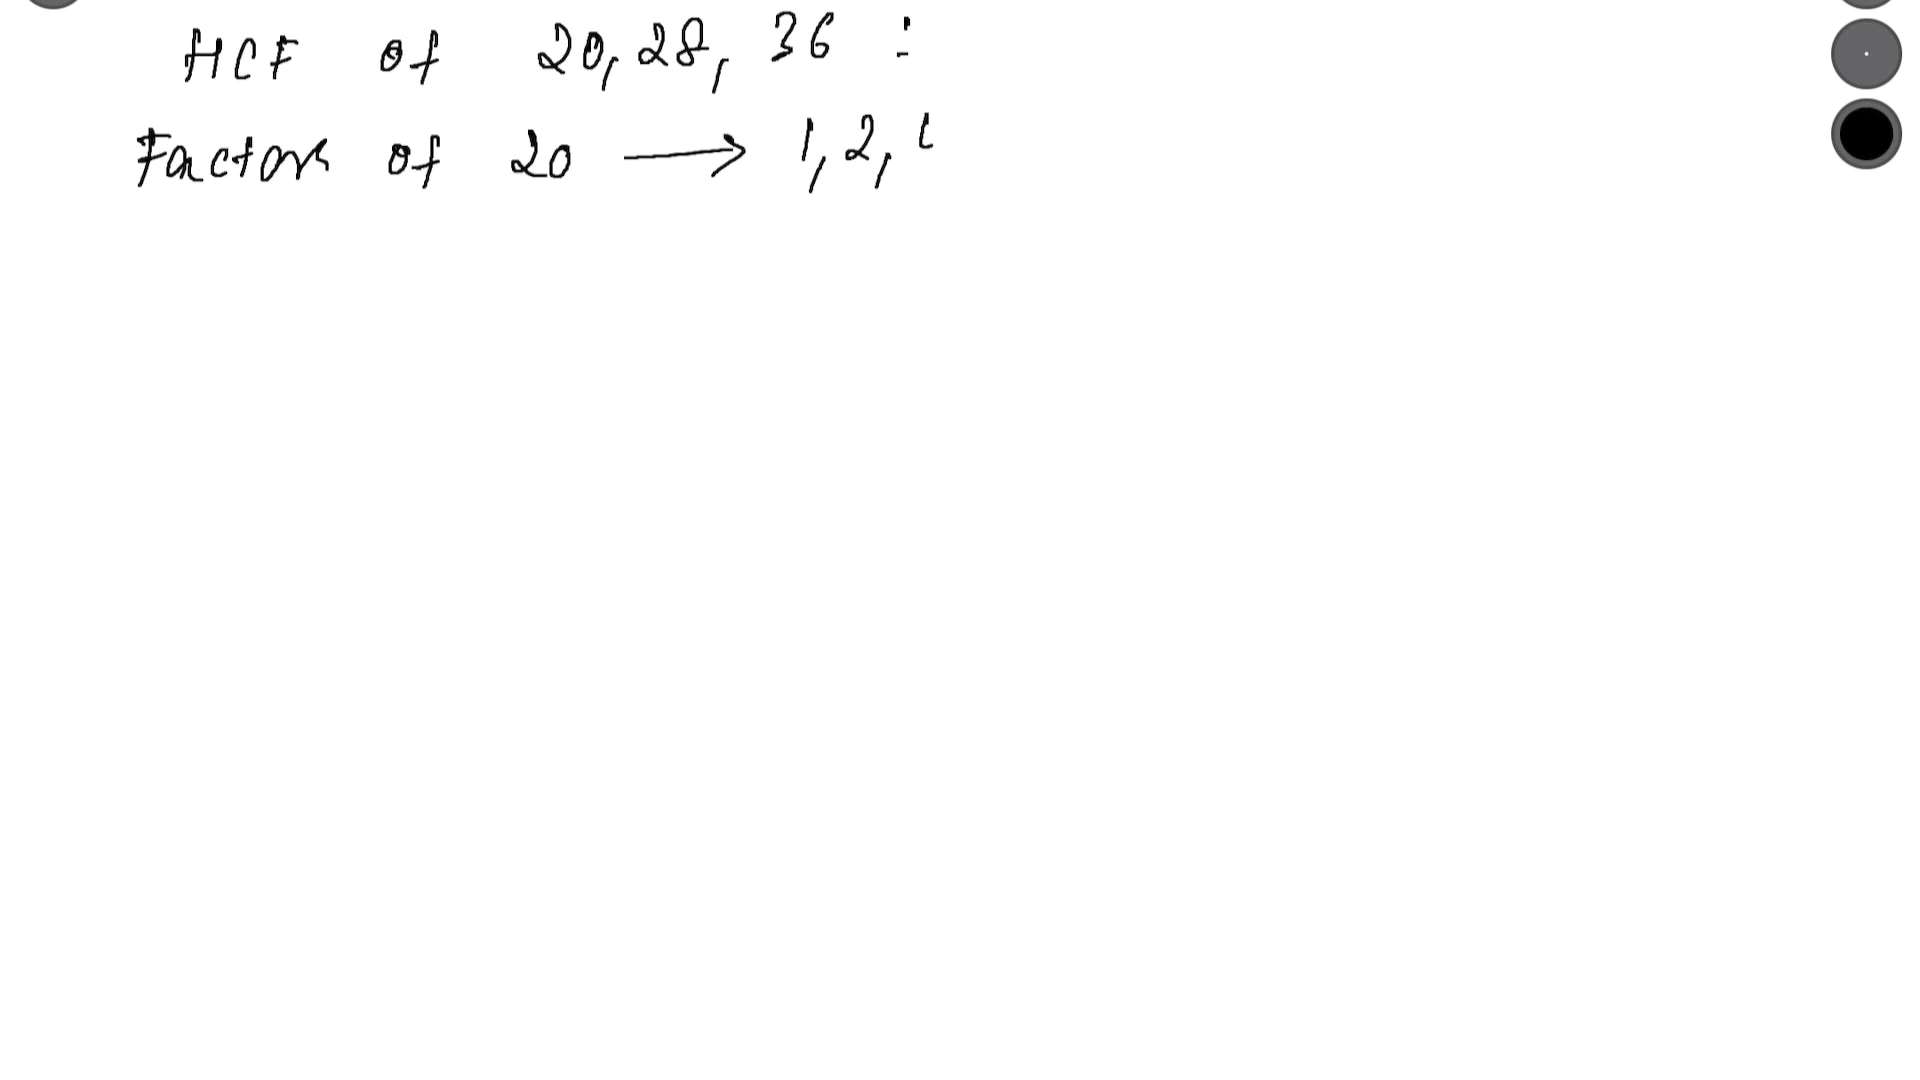 HCF of 20, 28, 36 :
Factors of 20 → 1, 2,